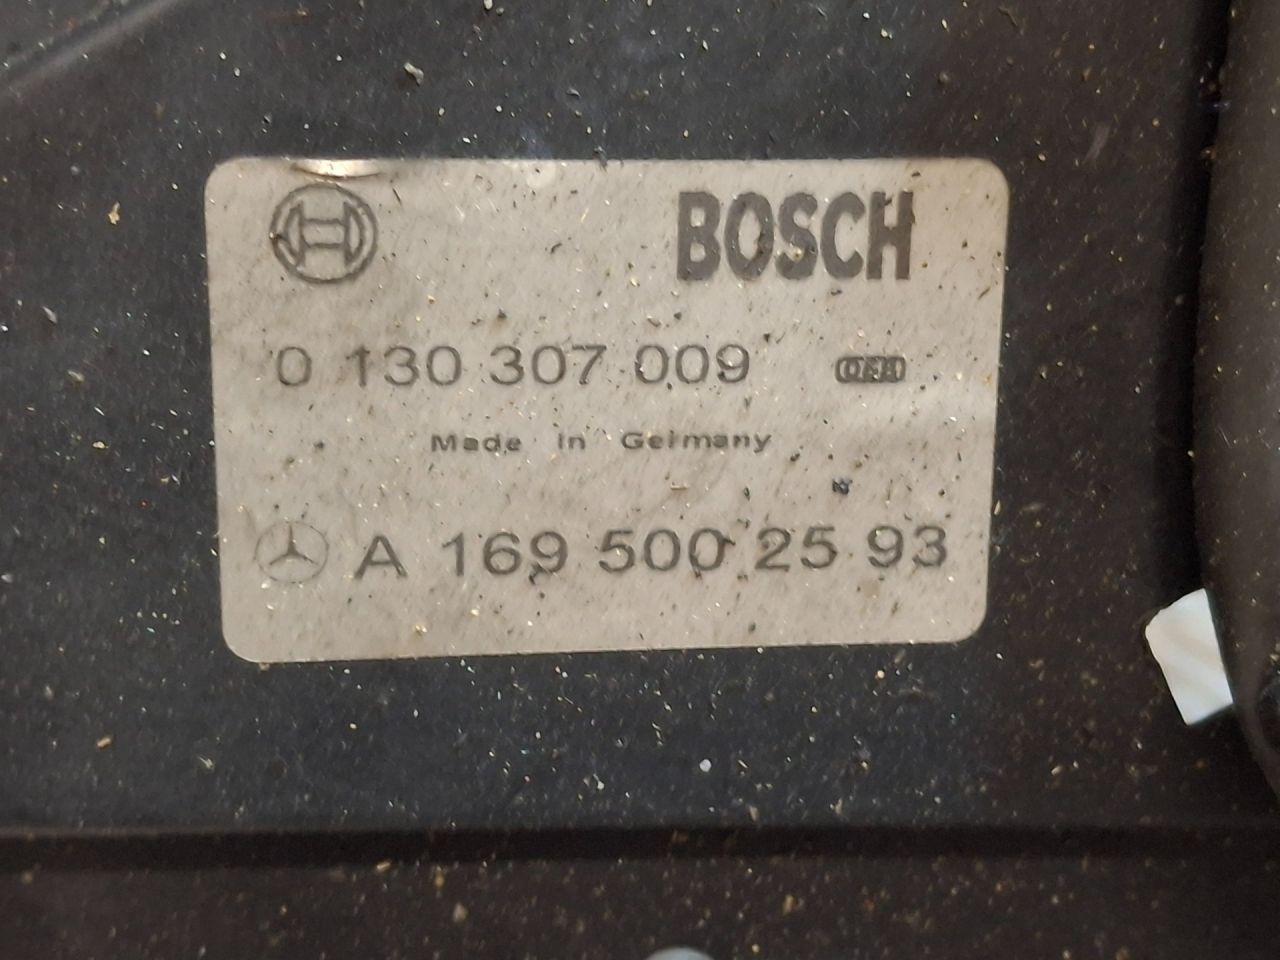 BOSCH
0 130 307 009
Made in Germany
A 169 500 25 93